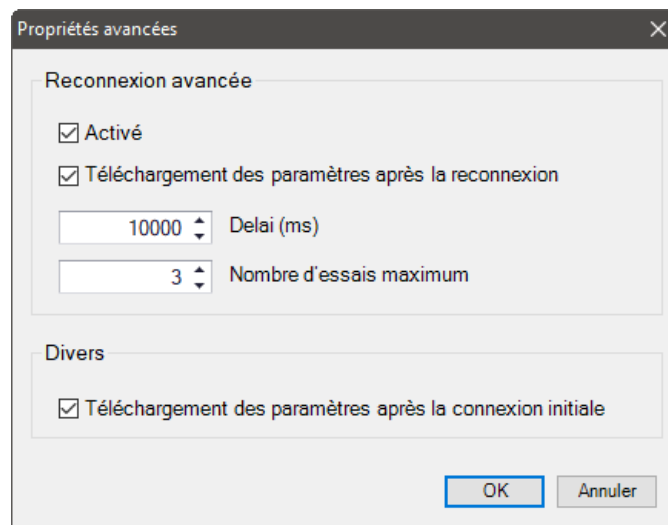 Propriétés avancées
Reconnexion avancée
Activé
Téléchargement des paramètres après la reconnexion
10000 Delai (ms)
3 Nombre d'essais maximum
Divers
Téléchargement des paramètres après la connexion initiale
OK Annuler